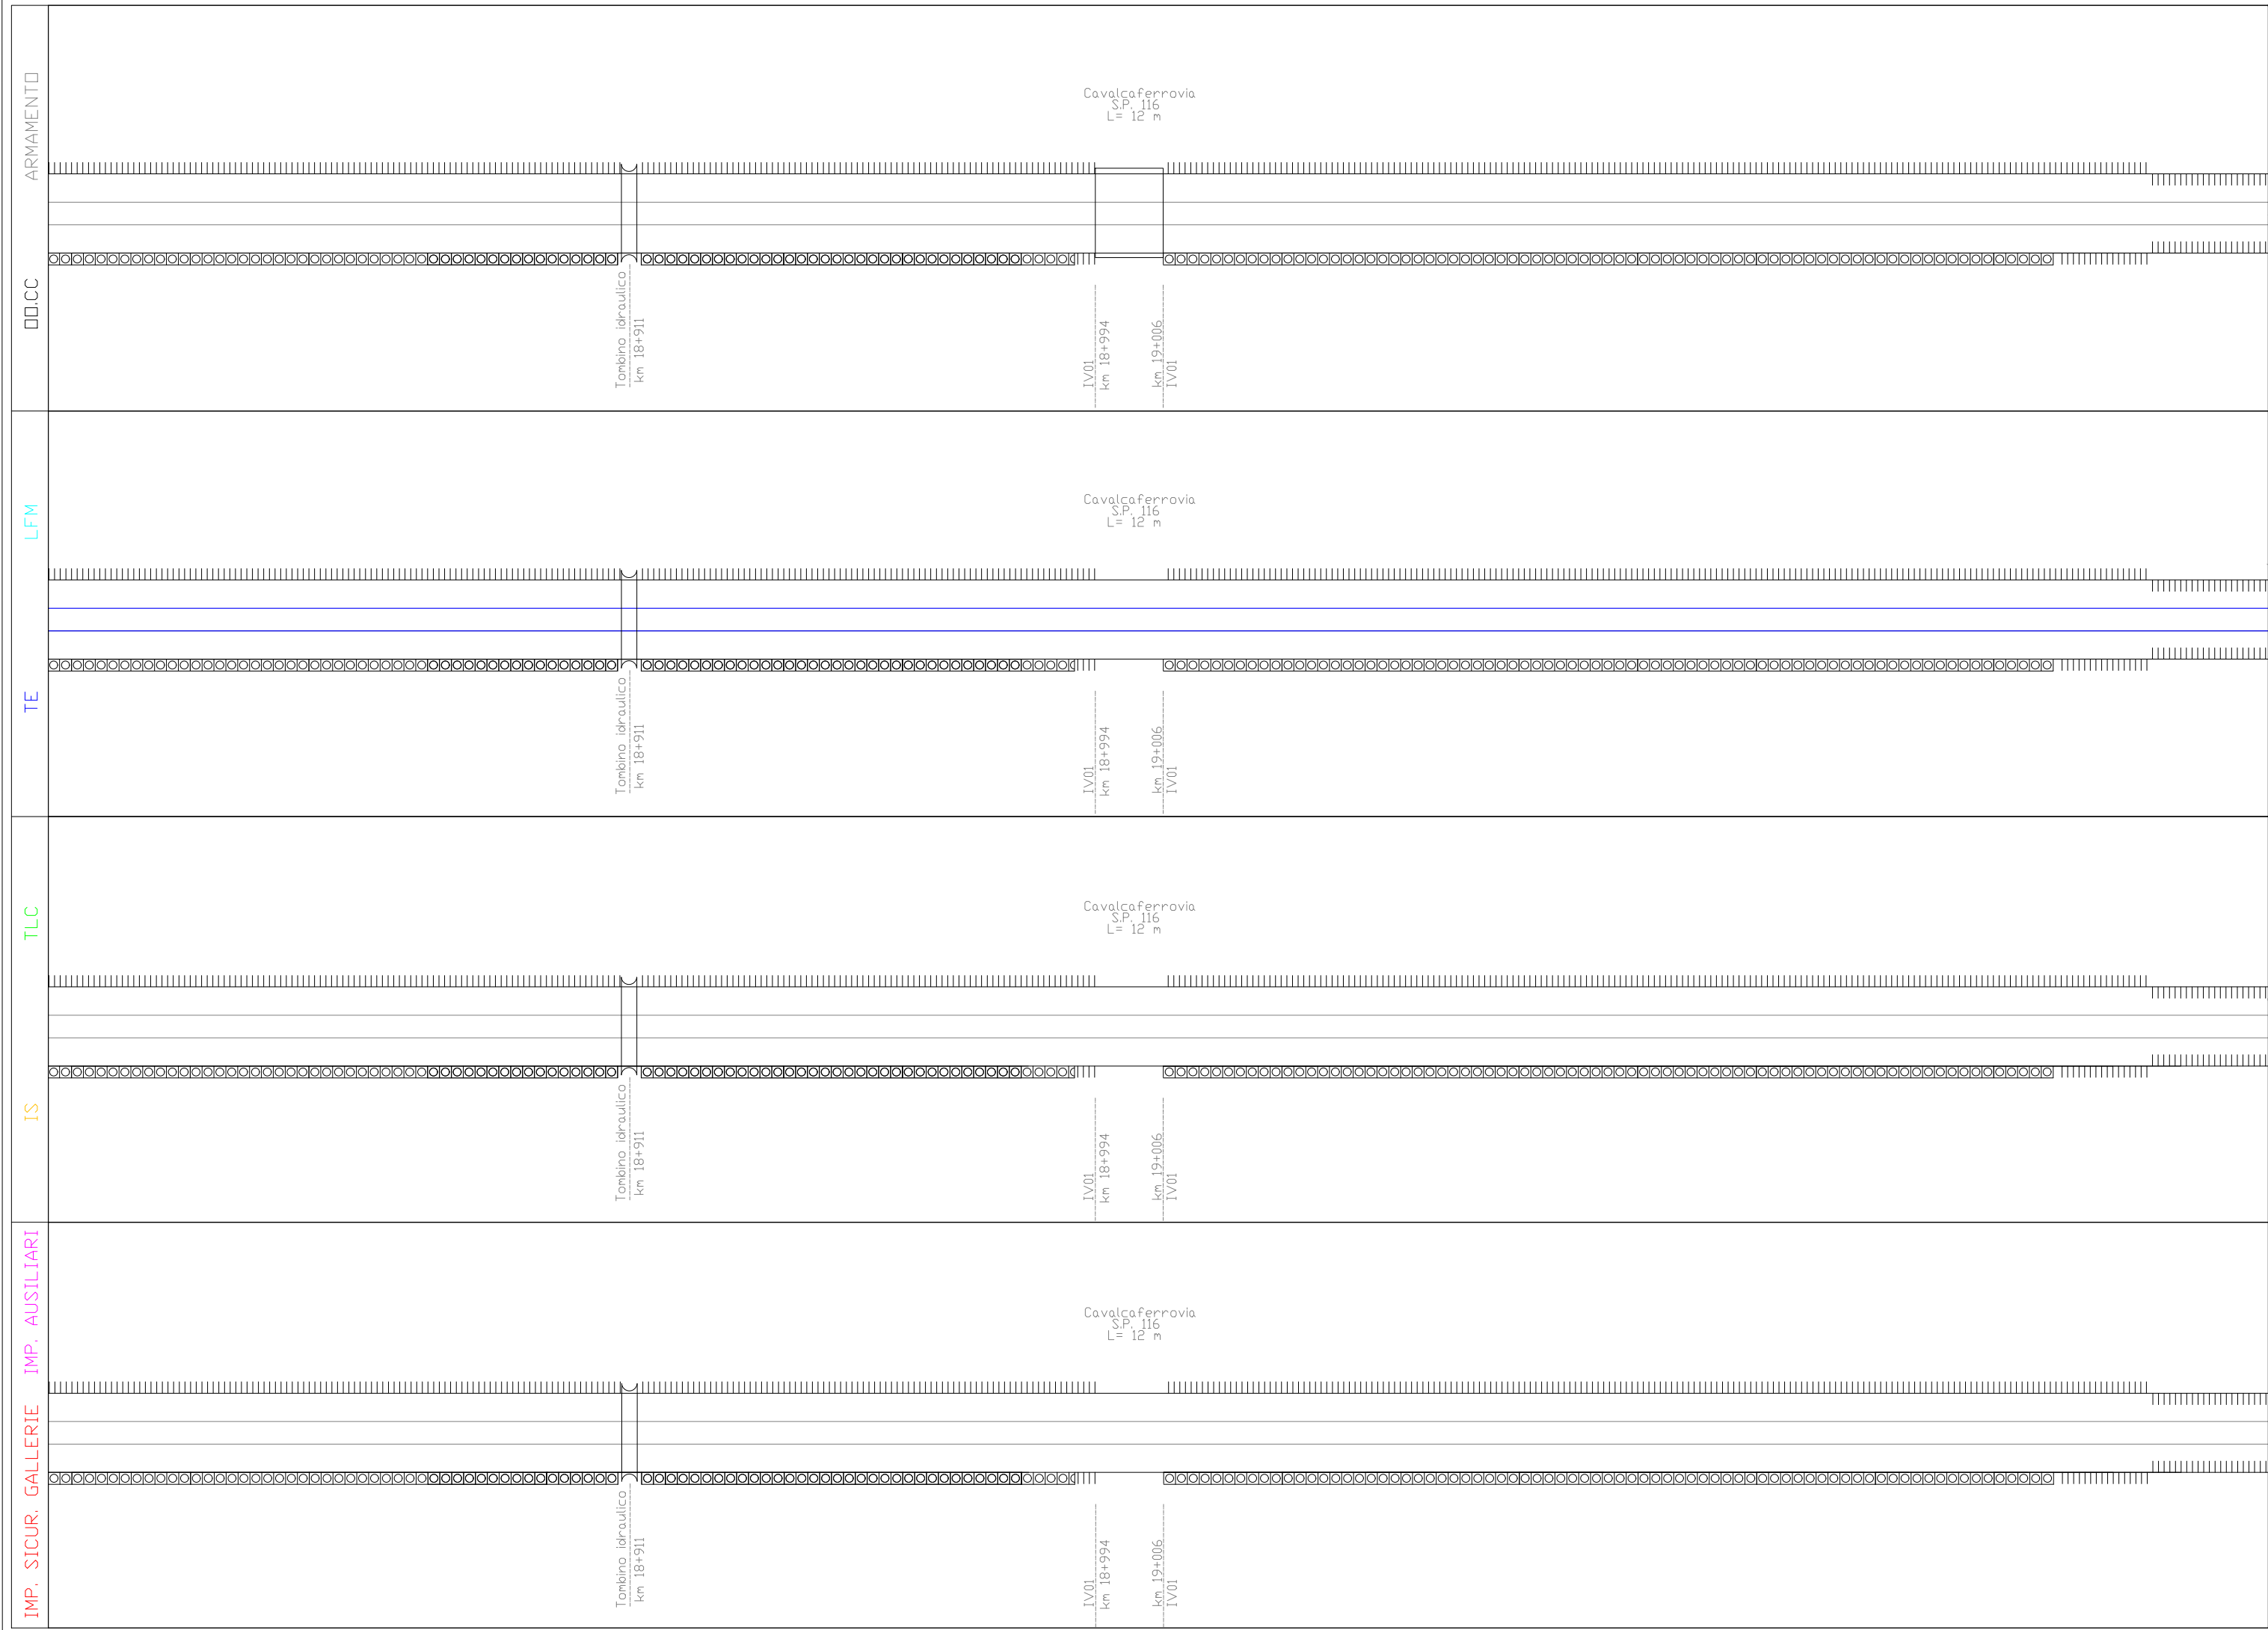 ARMAMENTO
OO.CC
Cavalcaferrovia
S.P. 116
L= 12 m
Tombino idraulico
km 18+911
IV01
km 18+994
km 19+006
IV01
LFM
TE
Cavalcaferrovia
S.P. 116
L= 12 m
Tombino idraulico
km 18+911
IV01
km 18+994
km 19+006
IV01
TLC
IS
Cavalcaferrovia
S.P. 116
L= 12 m
Tombino idraulico
km 18+911
IV01
km 18+994
km 19+006
IV01
IMP. AUSILIARI
IMP. SICUR. GALLERIE
Cavalcaferrovia
S.P. 116
L= 12 m
Tombino idraulico
km 18+911
IV01
km 18+994
km 19+006
IV01